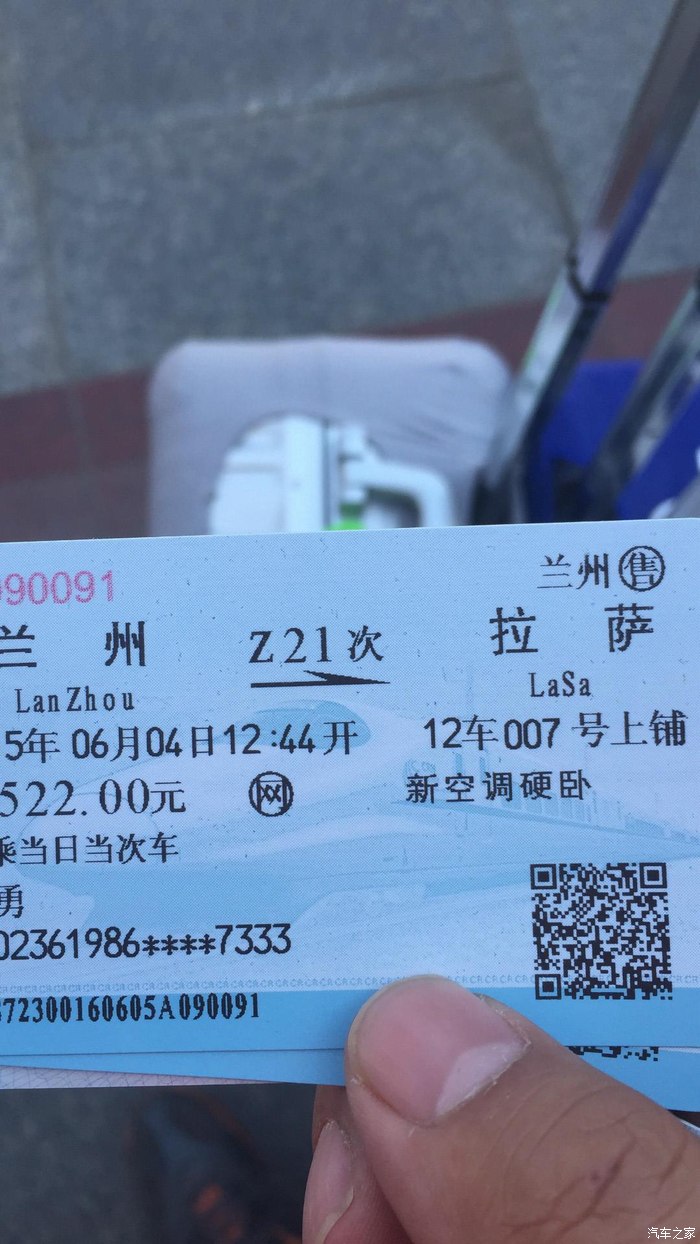 090091
兰州售
兰 州 Z21次 拉 萨
LanZhou LaSa
5年 06月04日12:44开 12车007号上铺
522.00元 网 新空调硬卧
乘当日当次车
勇
02361986****7333
72300160605A090091
汽车之家